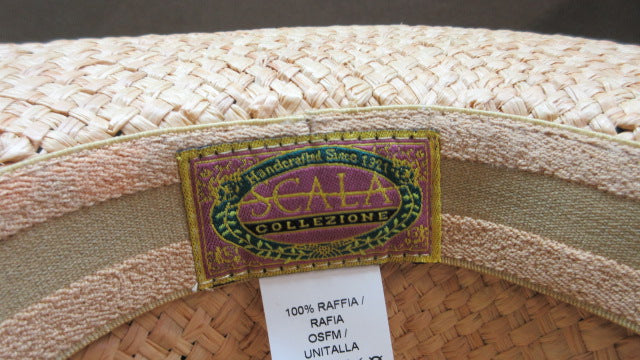 Handcrafted Since 1921
SCALA
COLLEZIONE
100% RAFFIA /
RAFIA
OSFM /
UNITALLA